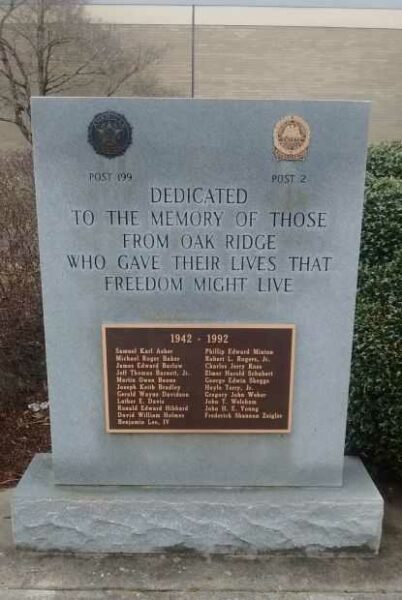 POST 199
POST 2
DEDICATED
TO THE MEMORY OF THOSE
FROM OAK RIDGE
WHO GAVE THEIR LIVES THAT
FREEDOM MIGHT LIVE
1942 - 1992
Samuel Karl Asher
Michael Roger Baker
James Edward Barlow
Jeff Thomas Barnett, Jr.
Martin Owen Boone
Joseph Keith Bradley
Gerald Wayne Davidson
Luther E. Davis
Ronald Edward Hibbard
David William Holmes
Benjamin Lee, IV
Phillip Edward Minton
Robert L. Rogers, Jr.
Charles Jerry
Elmer Harold Schubert
George Edwin Skaggs
Hoyle Terry, Jr.
Gregory John Weber
John T.
John H. E. Young
Frederick Shannon Zeigler